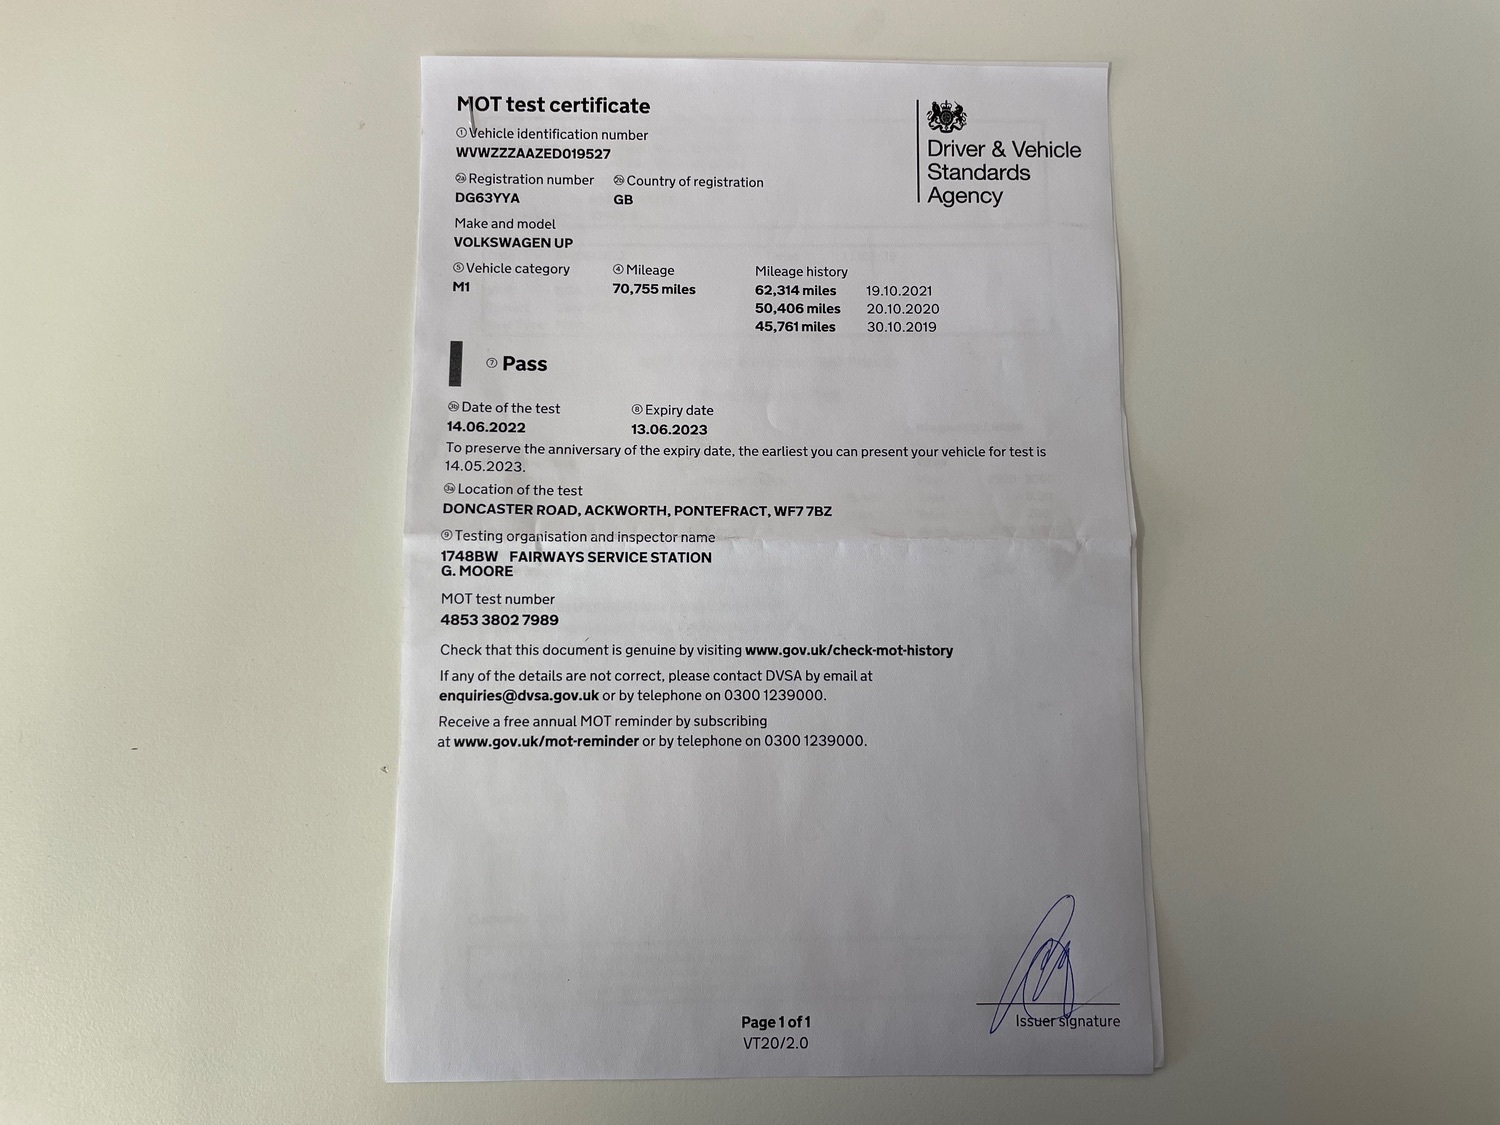 MOT test certificate
① Vehicle identification number
WVWZZZAAZED019527
Driver & Vehicle
Standards
Agency
2a Registration number 2b Country of registration
DG63YYA GB
Make and model
VOLKSWAGEN UP
⑤ Vehicle category ④ Mileage Mileage history
M1 70,755 miles 62,314 miles 19.10.2021
50,406 miles 20.10.2020
45,761 miles 30.10.2019
⑦ Pass
3b Date of the test ⑧ Expiry date
14.06.2022 13.06.2023
To preserve the anniversary of the expiry date, the earliest you can present your vehicle for test is
14.05.2023.
3a Location of the test
DONCASTER ROAD, ACKWORTH, PONTEFRACT, WF7 7BZ
⑨ Testing organisation and inspector name
1748BW FAIRWAYS SERVICE STATION
G. MOORE
MOT test number
4853 3802 7989
Check that this document is genuine by visiting www.gov.uk/check-mot-history
If any of the details are not correct, please contact DVSA by email at
enquiries@dvsa.gov.uk or by telephone on 0300 1239000.
Receive a free annual MOT reminder by subscribing
at www.gov.uk/mot-reminder or by telephone on 0300 1239000.
Issuer signature
Page 1 of 1
VT20/2.0